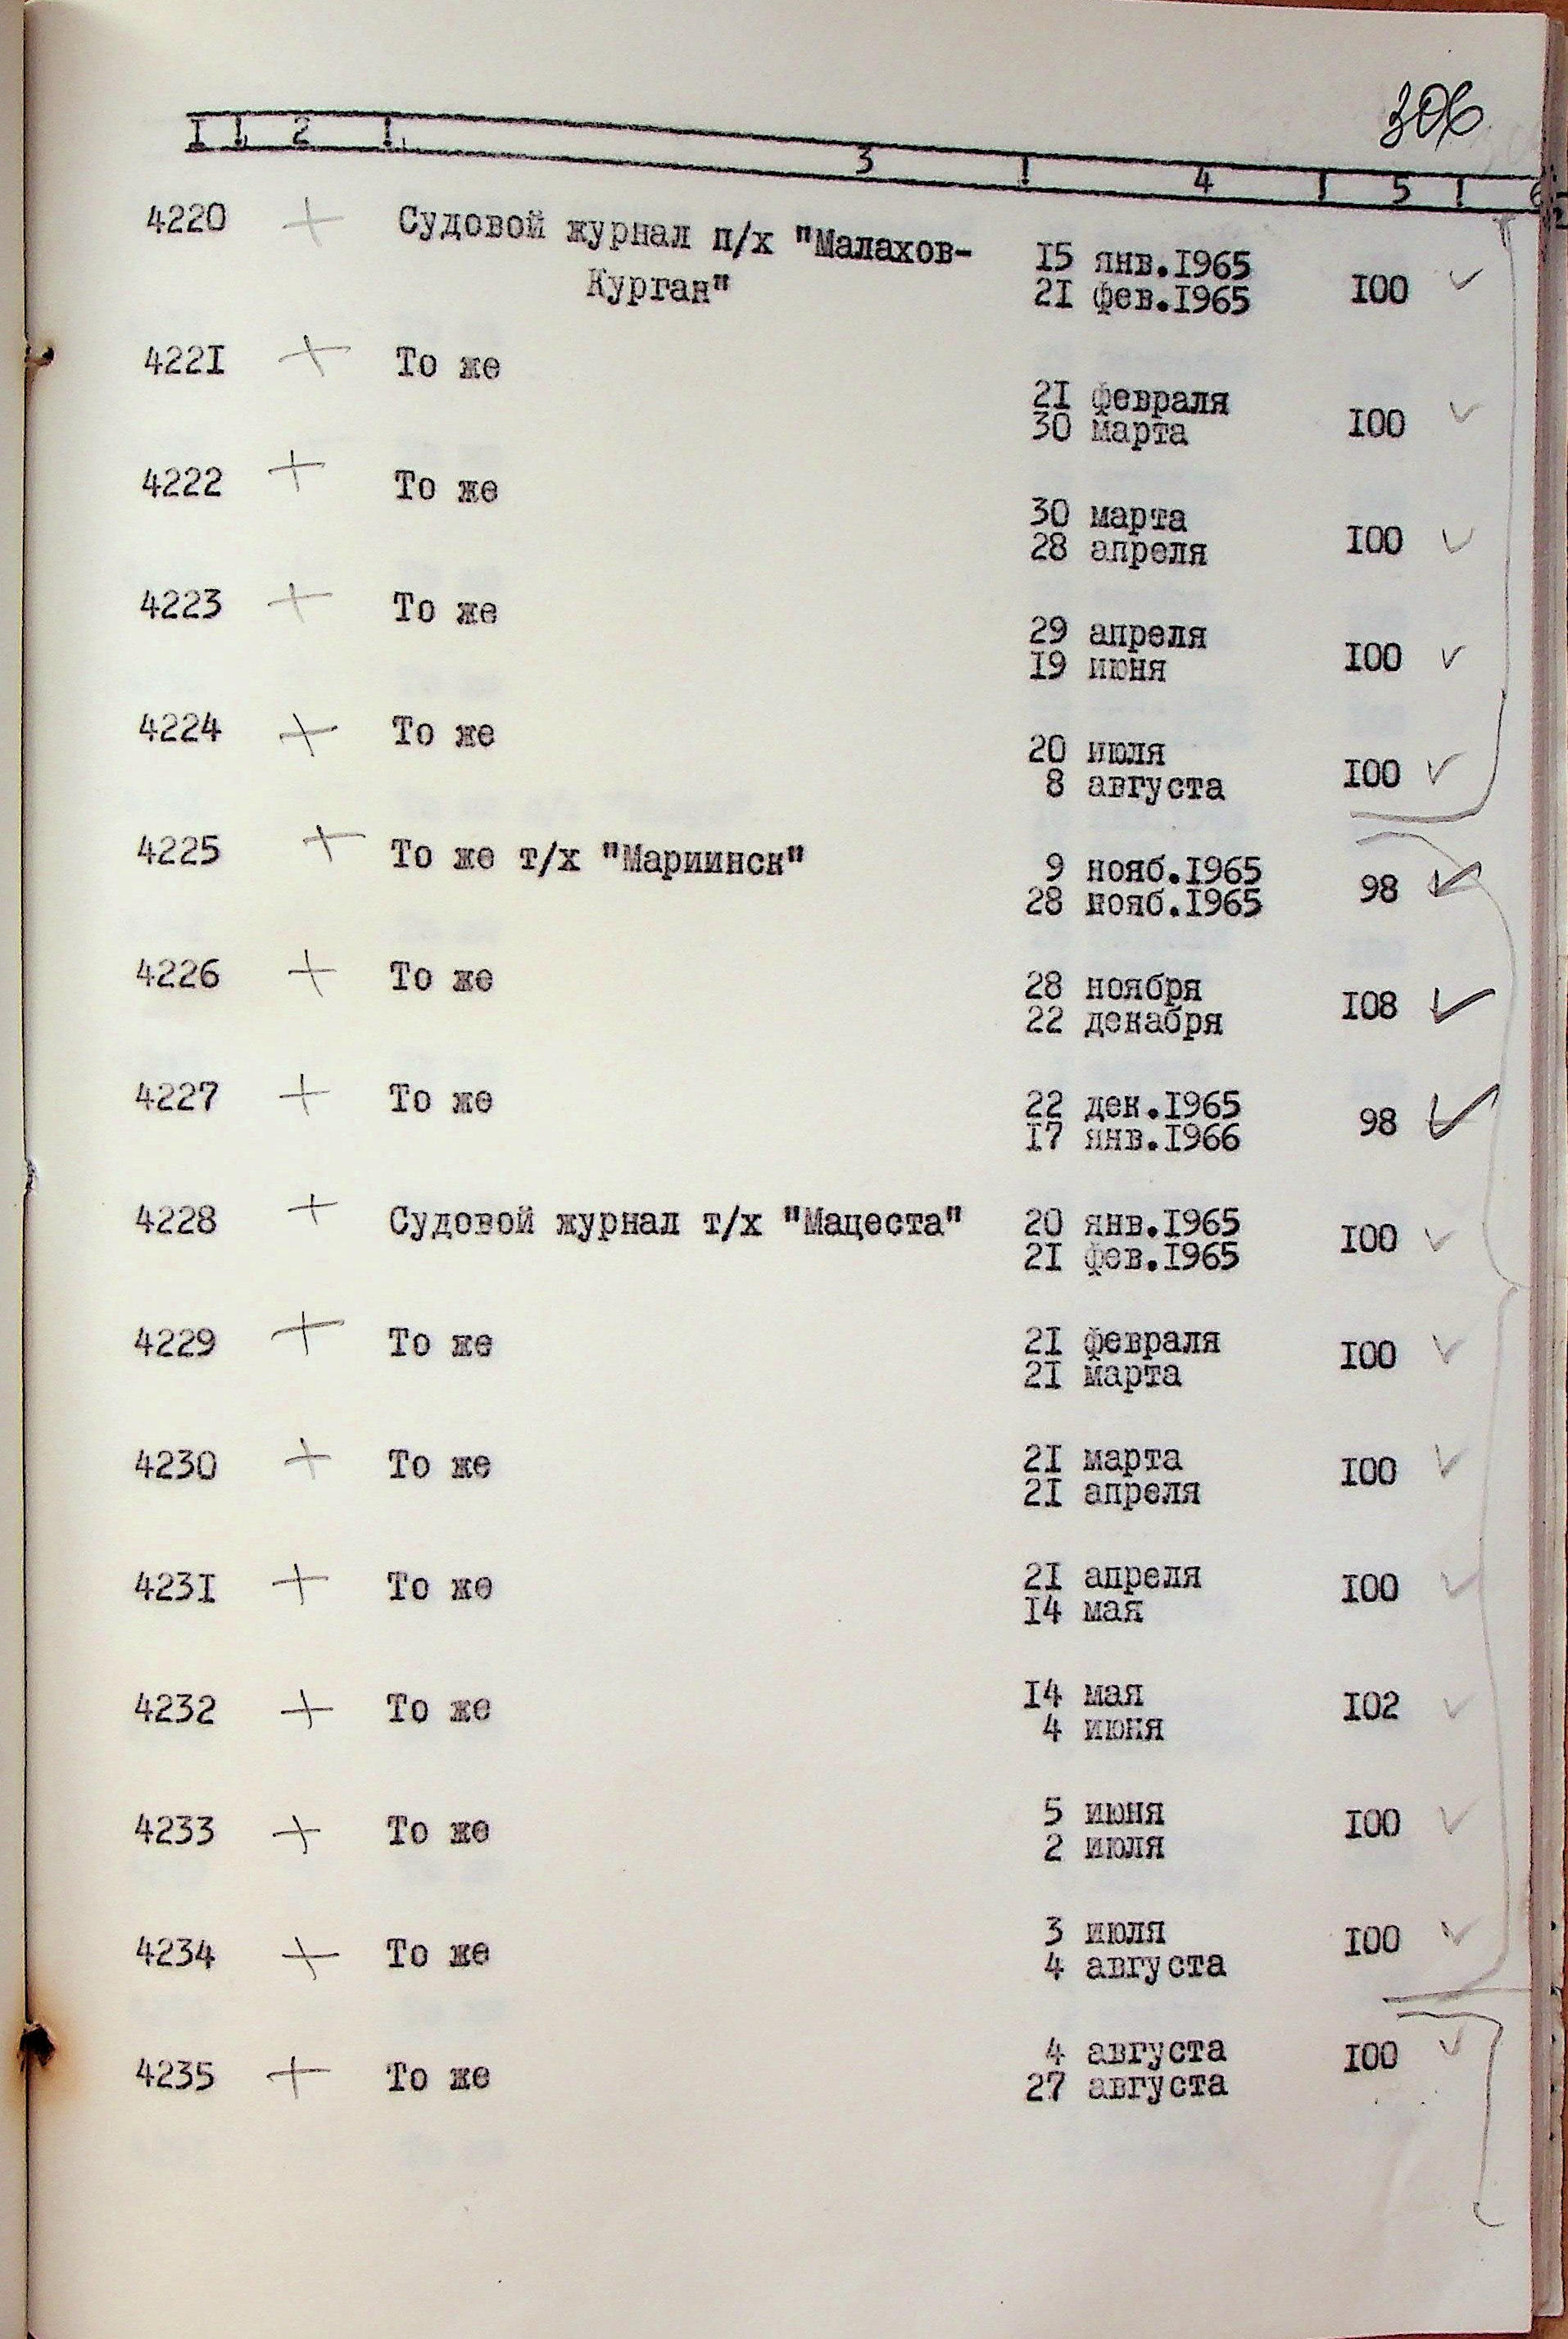 306
I ! 2 ! 3 ! 4 ! 5 ! 6
4220 + Судовой журнал п/х "Малахов- 15 янв.1965
Курган" 21 фев.1965 100 ✓
4221 + То же 21 февраля
30 марта 100 ✓
4222 + То же 30 марта
28 апреля 100 ✓
4223 + То же 29 апреля
19 июня 100 ✓
4224 + То же 20 июля
8 августа 100 ✓
4225 + То же т/х "Мариинск" 9 нояб.1965
28 нояб.1965 98 ✓
4226 + То же 28 ноября
22 декабря 108 ✓
4227 + То же 22 дек.1965
17 янв.1966 98 ✓
4228 + Судовой журнал т/х "Мацеста" 20 янв.1965
21 фев.1965 100 ✓
4229 + То же 21 февраля
21 марта 100 ✓
4230 + То же 21 марта
21 апреля 100 ✓
4231 + То же 21 апреля
14 мая 100 ✓
4232 + То же 14 мая
4 июня 102 ✓
4233 + То же 5 июня
2 июля 100 ✓
4234 + То же 3 июля
4 августа 100 ✓
4235 + То же 4 августа
27 августа 100 ✓